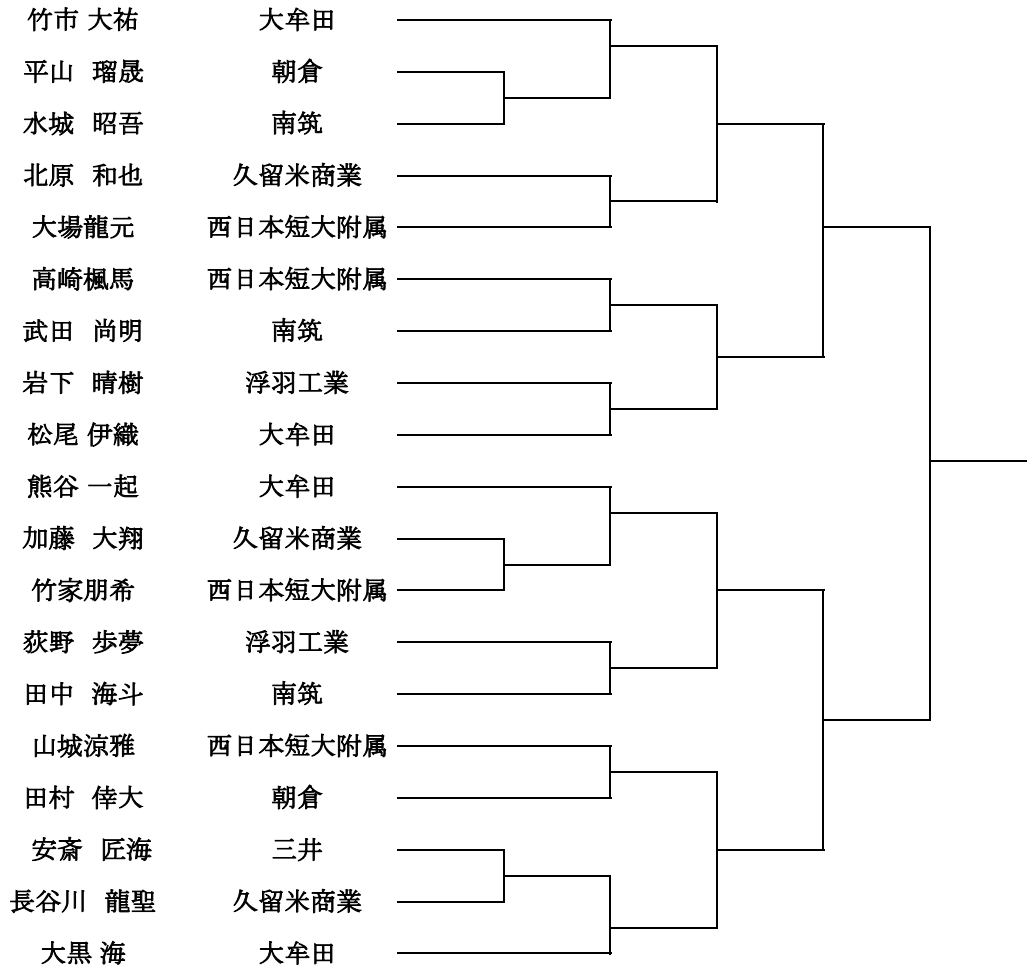 竹市 大祐 大牟田
平山 瑠晟 朝倉
水城 昭吾 南筑
北原 和也 久留米商業
大場龍元 西日本短大附属
高崎楓馬 西日本短大附属
武田 尚明 南筑
岩下 晴樹 浮羽工業
松尾 伊織 大牟田
熊谷 一起 大牟田
加藤 大翔 久留米商業
竹家朋希 西日本短大附属
荻野 歩夢 浮羽工業
田中 海斗 南筑
山城涼雅 西日本短大附属
田村 倖大 朝倉
安斎 匠海 三井
長谷川 龍聖 久留米商業
大黒 海 大牟田